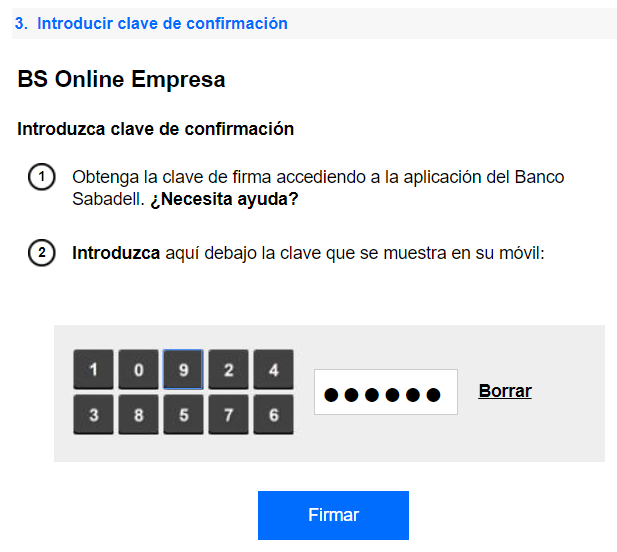 3. Introducir clave de confirmación
BS Online Empresa
Introduzca clave de confirmación
1 Obtenga la clave de firma accediendo a la aplicación del Banco
Sabadell. ¿Necesita ayuda?
2 Introduzca aquí debajo la clave que se muestra en su móvil:
1 0 9 2 4
3 8 5 7 6
●●●●●● Borrar
Firmar